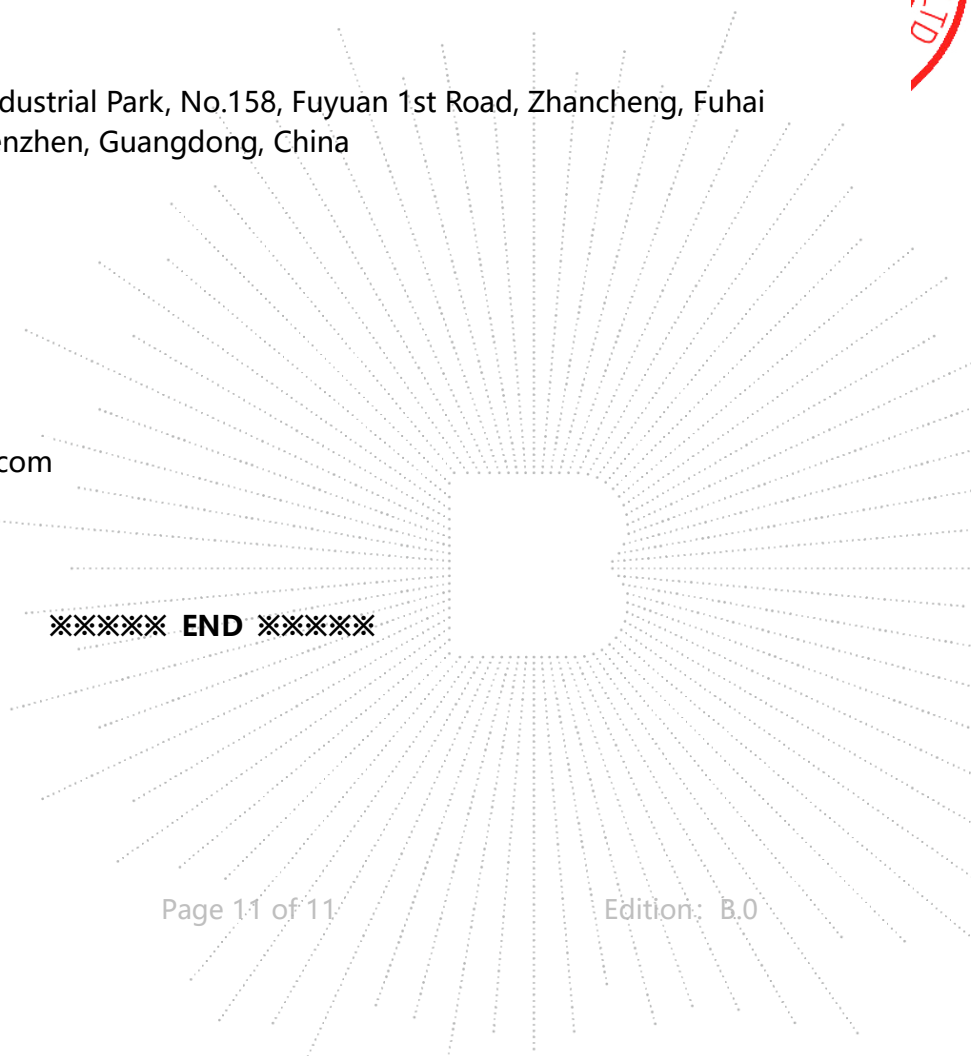 TD
dustrial Park, No.158, Fuyuan 1st Road, Zhancheng, Fuhai
enzhen, Guangdong, China
com
※※※※※ END ※※※※※
Page 11 of 11
Edition：B.0